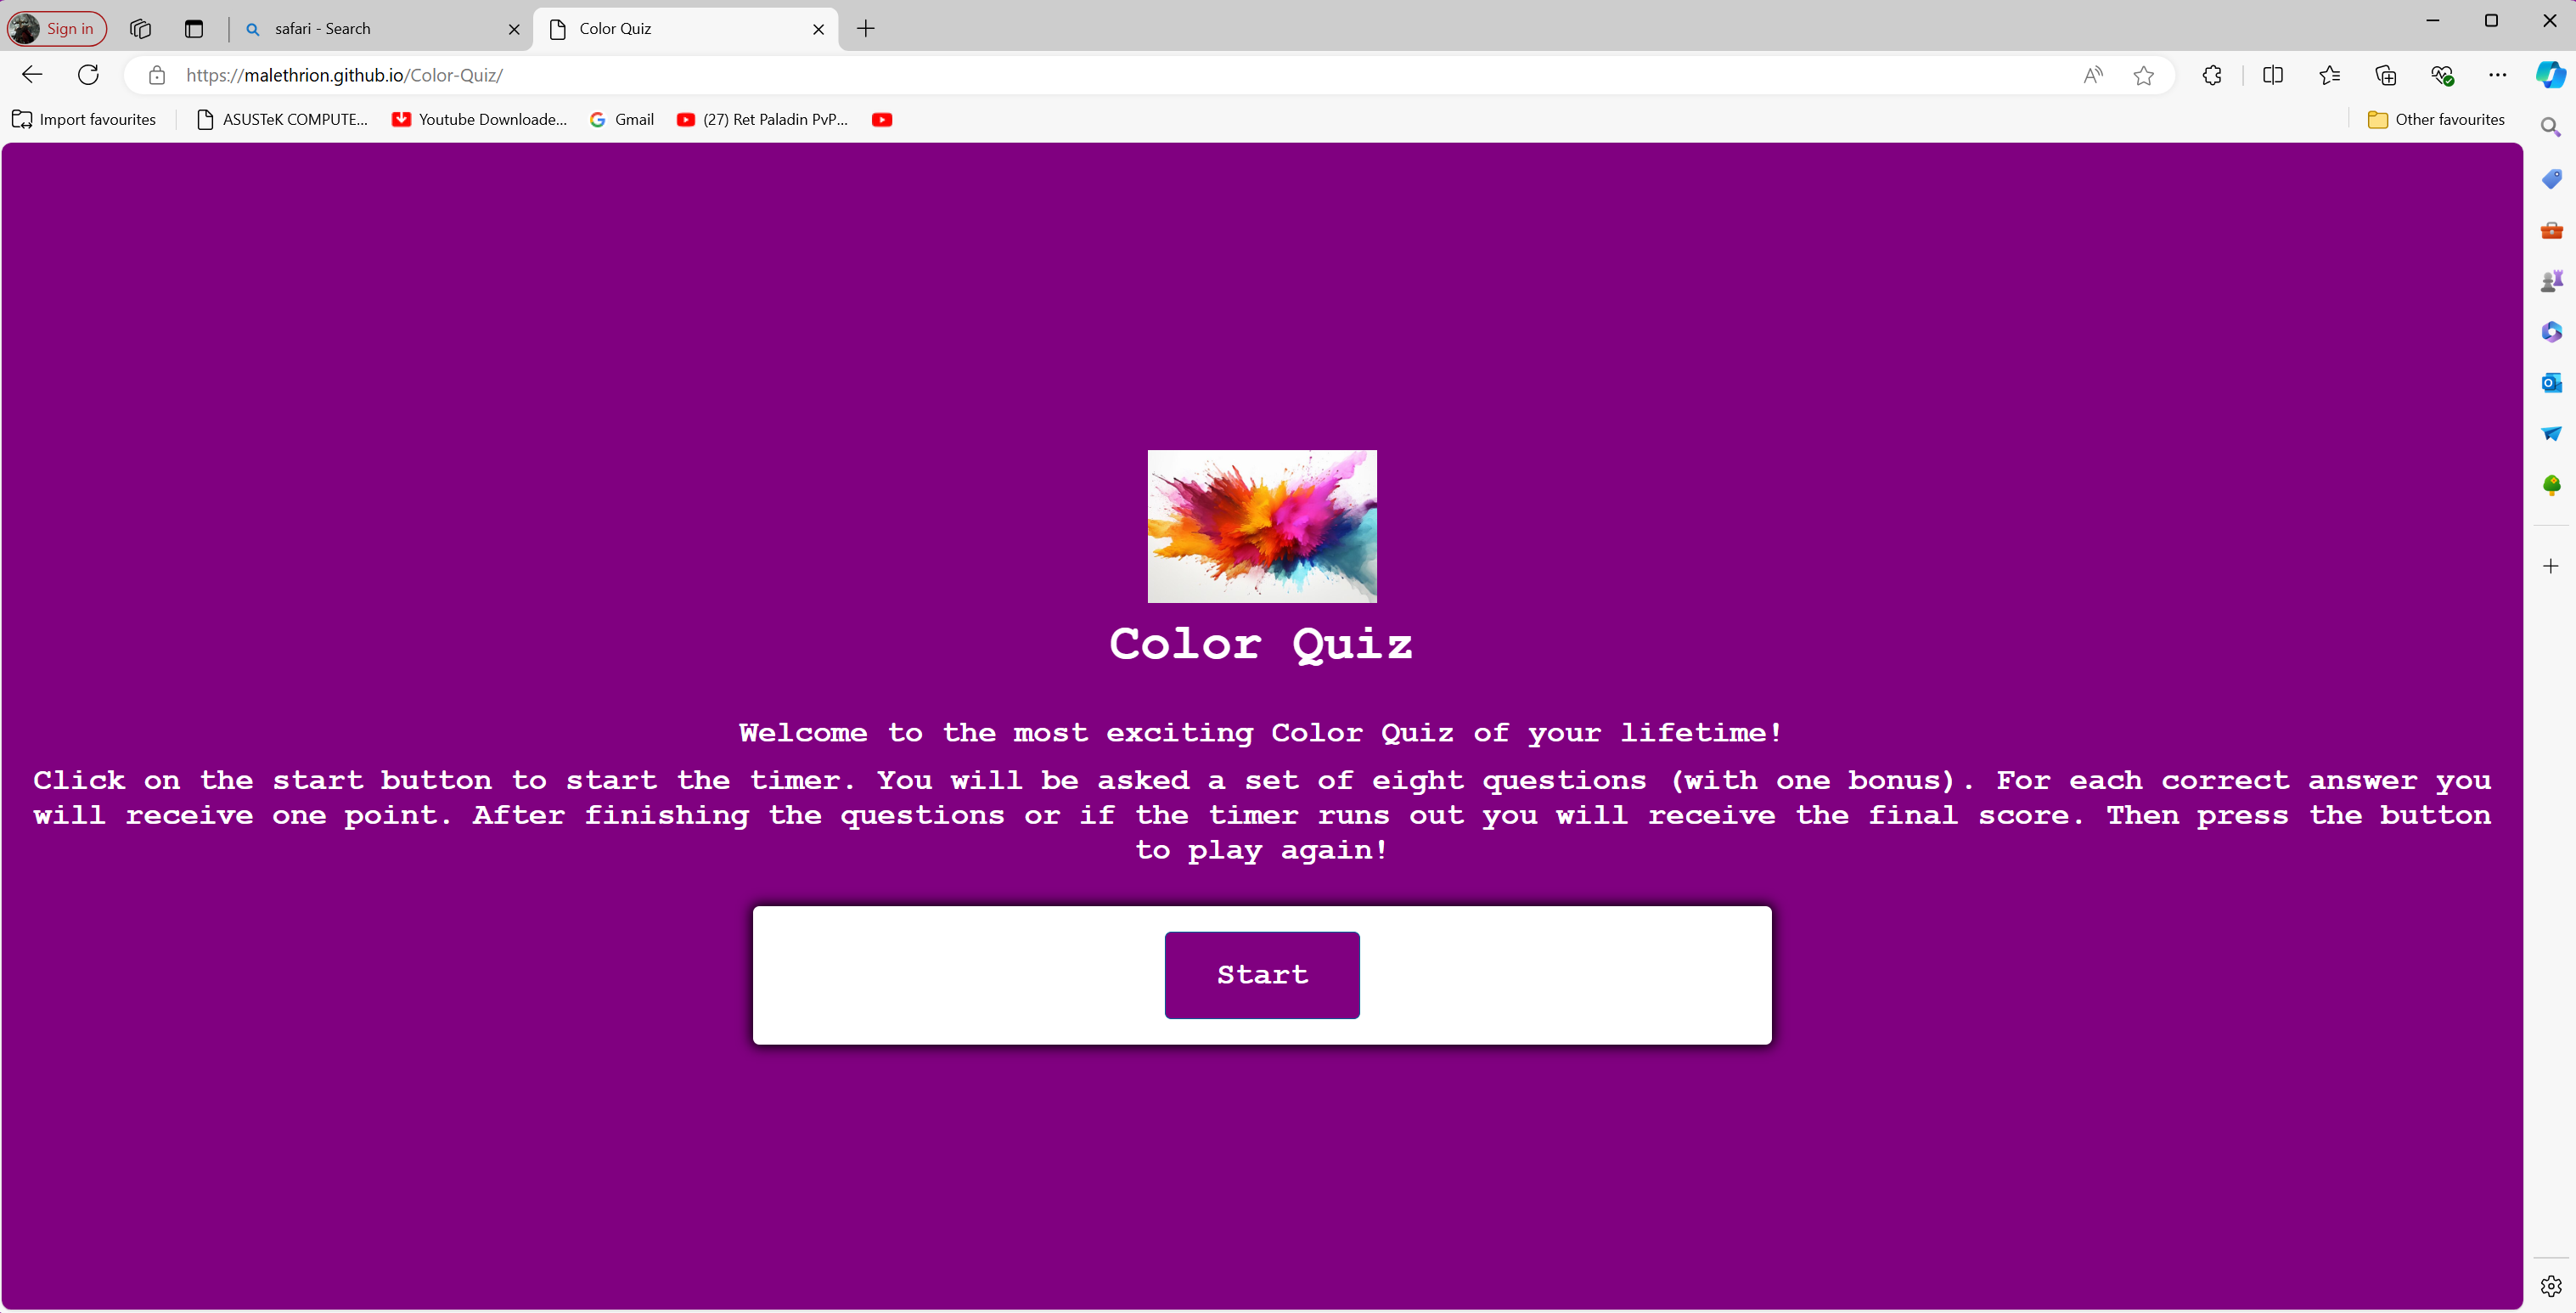 Sign in
safari - Search
Color Quiz
https://malethrion.github.io/Color-Quiz/
Import favourites
ASUSTeK COMPUTE...
Youtube Downloade...
Gmail
(27) Ret Paladin PvP...
Other favourites
Color Quiz
Welcome to the most exciting Color Quiz of your lifetime!
Click on the start button to start the timer. You will be asked a set of eight questions (with one bonus). For each correct answer you
will receive one point. After finishing the questions or if the timer runs out you will receive the final score. Then press the button
to play again!
Start